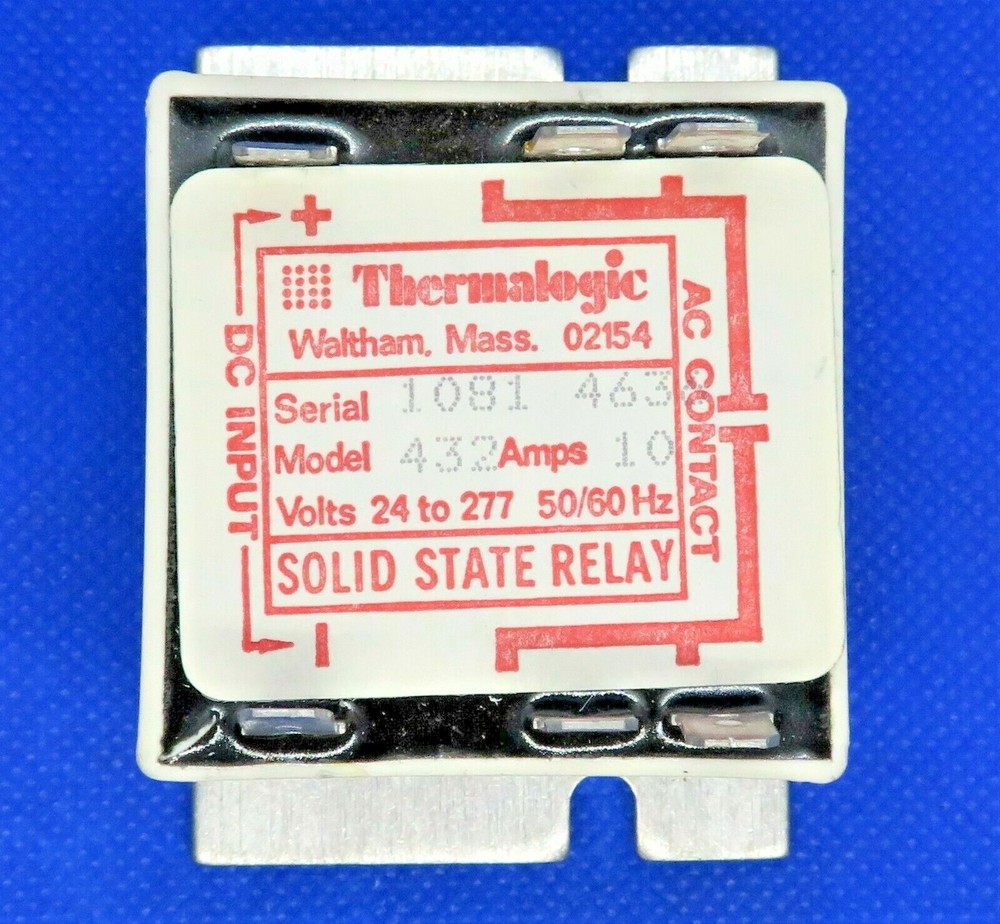 +
Thermalogic
Waltham, Mass. 02154
Serial 1081 4636
Model 432 Amps 10
Volts 24 to 277 50/60 Hz
SOLID STATE RELAY
-
DC INPUT
AC CONTACT